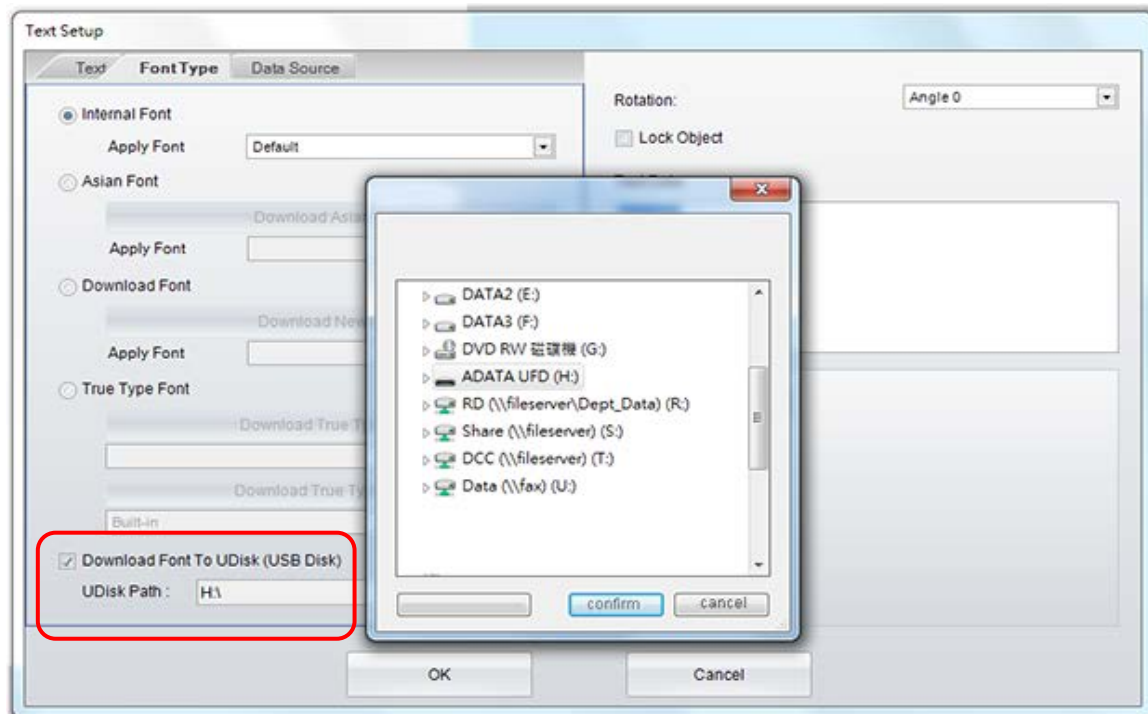 Text Setup
Text
Font Type
Data Source
Internal Font
Apply Font
Default
Asian Font
Download
Apply Font
Download Font
Download
Apply Font
True Type Font
Download True
Download True
Built-in
Download Font To UDisk (USB Disk)
UDisk Path :
H:\
Rotation:
Angle 0
Lock Object
DATA2 (E:)
DATA3 (F:)
DVD RW 磁碟機 (G:)
ADATA UFD (H:)
RD (\\fileserver\Dept_Data) (R:)
Share (\\fileserver) (S:)
DCC (\\fileserver) (T:)
Data (\\fax) (U:)
confirm
cancel
OK
Cancel